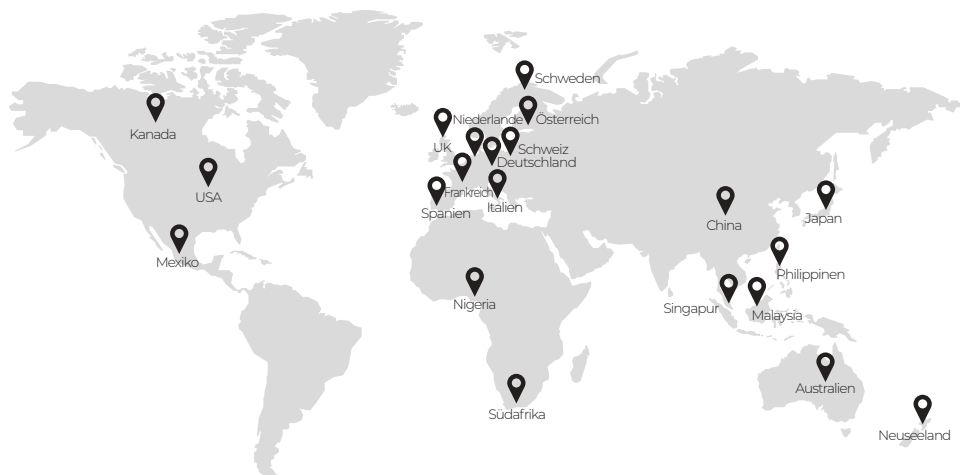 Schweden
Niederlande
Österreich
Kanada
UK
Schweiz
Deutschland
USA
Frankreich
Italien
Spanien
China
Japan
Mexiko
Philippinen
Nigeria
Singapur
Malaysia
Australien
Südafrika
Neuseeland